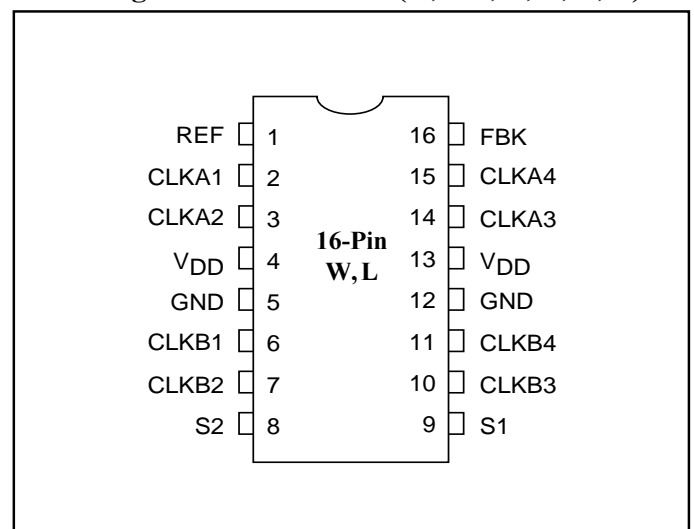 REF 1 16 FBK
CLKA1 2 15 CLKA4
CLKA2 3 14 CLKA3
16-Pin
VDD 4 13 VDD
W, L
GND 5 12 GND
CLKB1 6 11 CLKB4
CLKB2 7 10 CLKB3
S2 8 9 S1